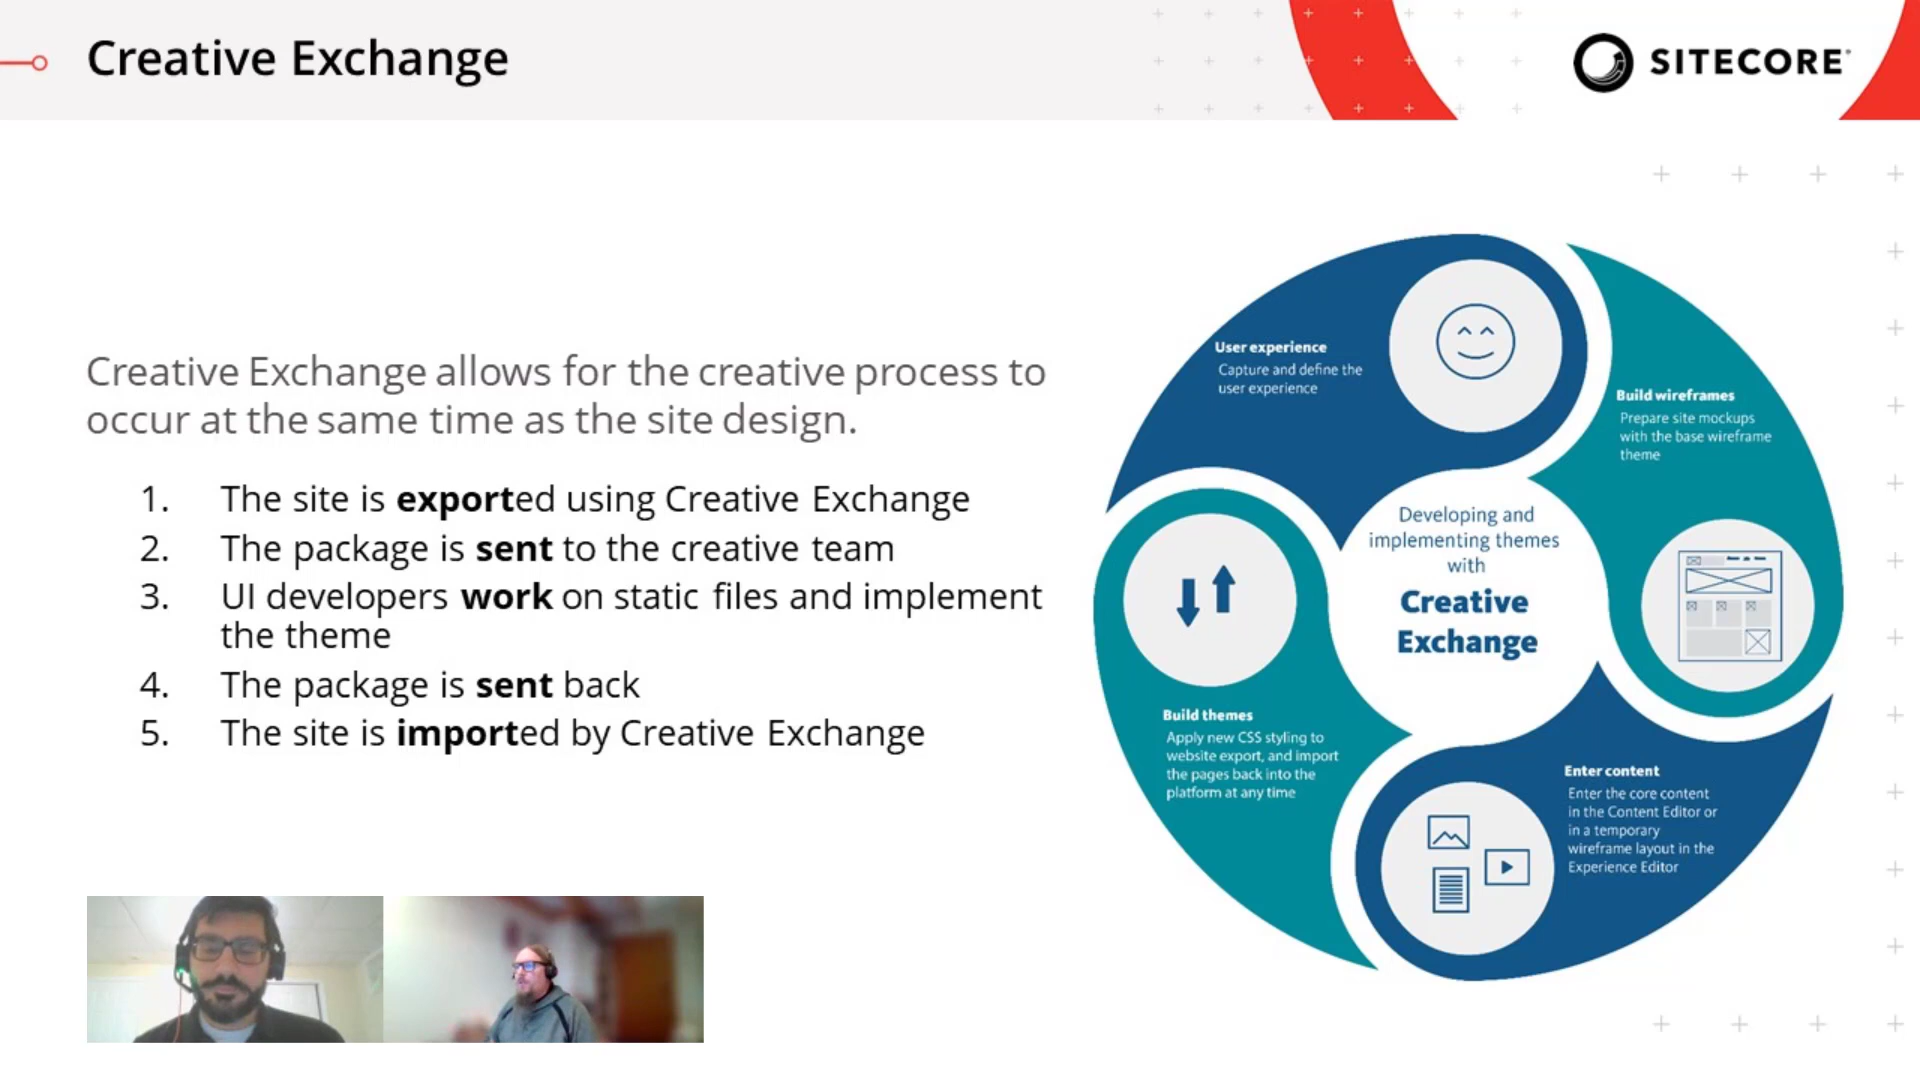 Creative Exchange
SITECORE
Creative Exchange allows for the creative process to
occur at the same time as the site design.
1. The site is exported using Creative Exchange
2. The package is sent to the creative team
3. UI developers work on static files and implement
the theme
4. The package is sent back
5. The site is imported by Creative Exchange
User experience
Capture and define the
user experience
Build wireframes
Prepare site mockups
with the base wireframe
theme
Developing and
implementing themes
with
Creative
Exchange
Build themes
Apply new CSS styling to
website export, and import
the pages back into the
platform at any time
Enter content
Enter the core content
in the Content Editor or
in a temporary
wireframe layout in the
Experience Editor